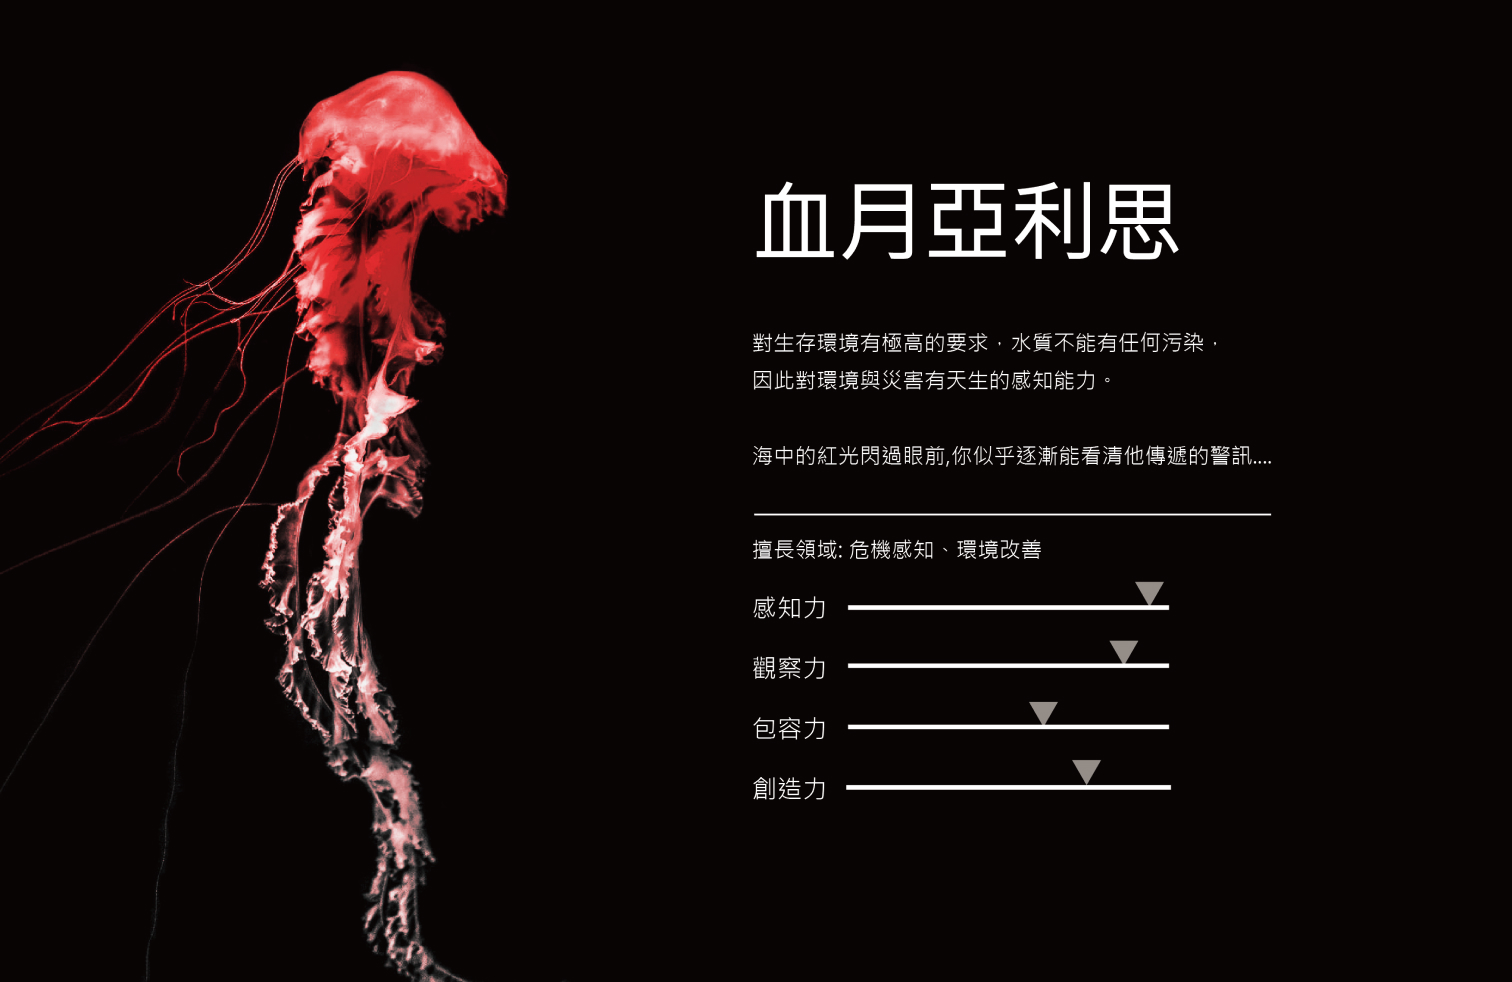 血月亞利思
對生存環境有極高的要求，水質不能有任何污染，
因此對環境與災害有天生的感知能力。
海中的紅光閃過眼前,你似乎逐漸能看清他傳遞的警訊....
擅長領域: 危機感知、環境改善
感知力
觀察力
包容力
創造力